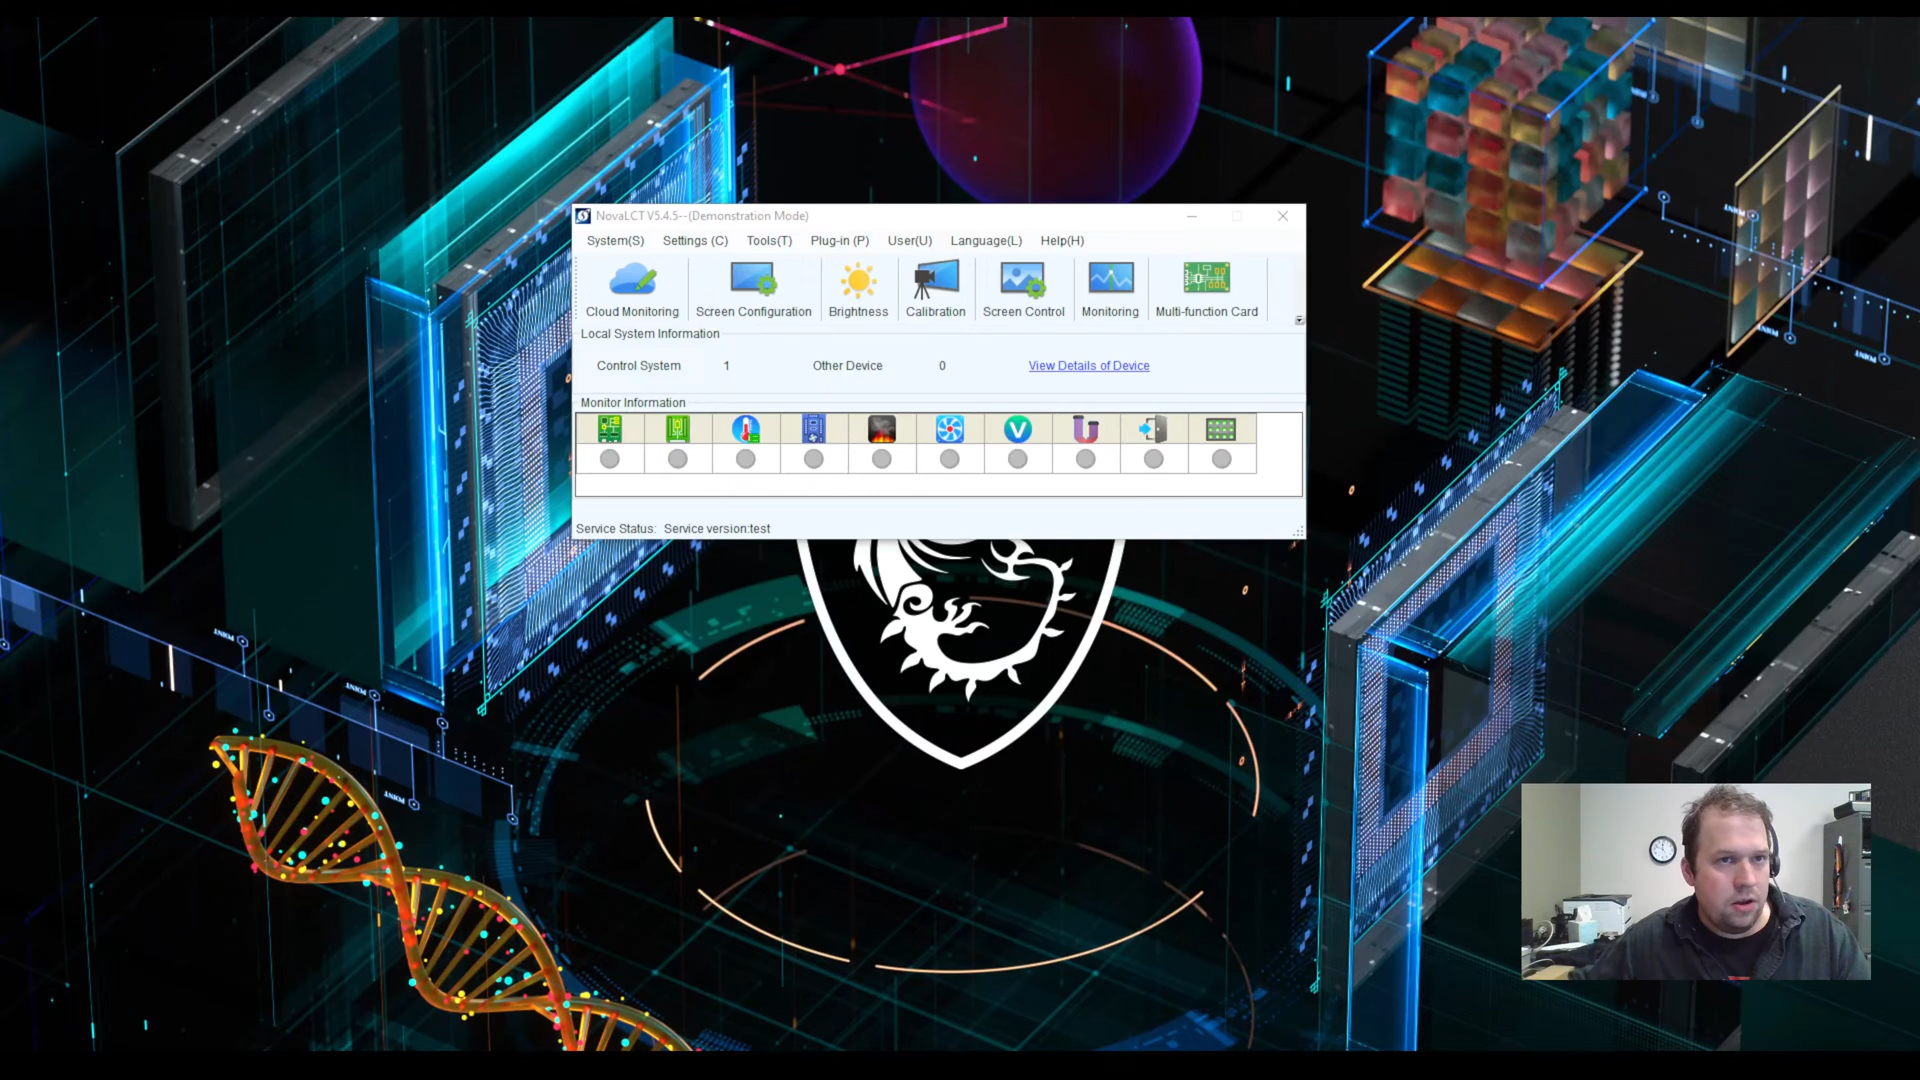 NovaLCT V5.4.5--(Demonstration Mode)
System(S) Settings (C) Tools(T) Plug-in (P) User(U) Language(L) Help(H)
Cloud Monitoring Screen Configuration Brightness Calibration Screen Control Monitoring Multi-function Card
Local System Information
Control System 1 Other Device 0 View Details of Device
Monitor Information
Service Status: Service version:test